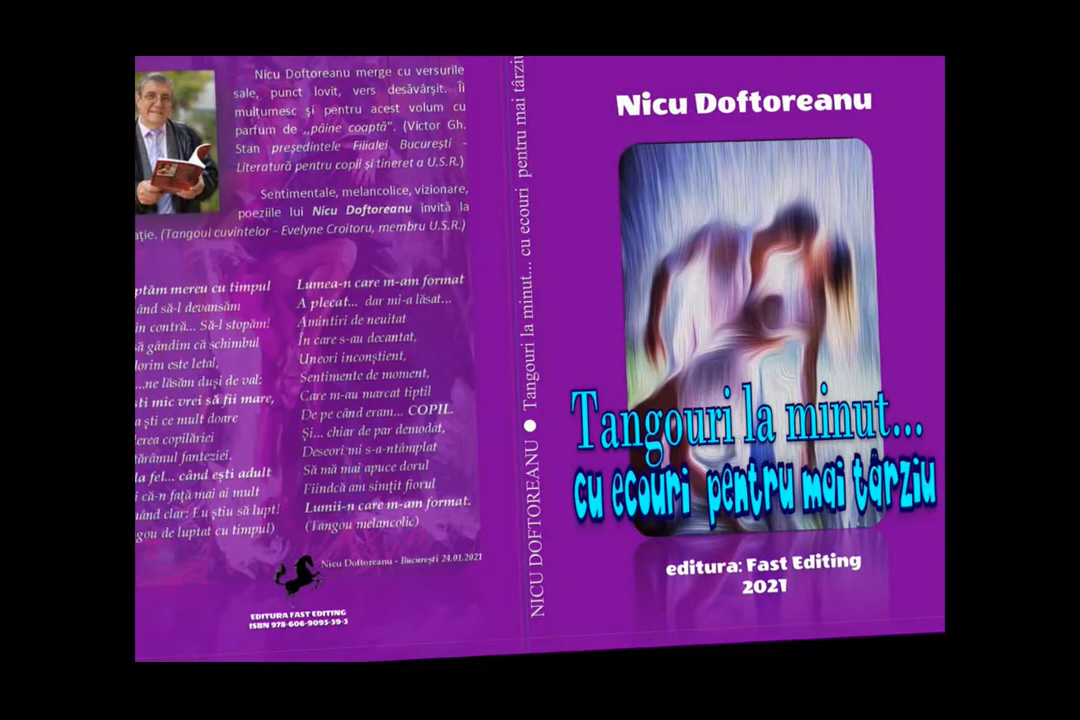 Nicu Doftoreanu merge cu versurile
sale, punct lovit, vers desăvârșit. Îi
mulțumesc și pentru acest volum cu
parfum de ,,pâine coaptă”. (Victor Gh.
Stan președintele Filialei București -
Literatură pentru copii și tineret a U.S.R.)
Sentimentale, melancolice, vizionare,
poeziile lui Nicu Doftoreanu invită la
ație. (Tangoul cuvintelor - Evelyne Croitoru, membru U.S.R.)
ptăm mereu cu timpul
ând să-l devansăm
in contră... Să-l stopăm!
ă gândim că schimbul
dorim este letal,
...ne lăsăm duși de val:
ști mic vrei să fii mare,
a ști ce mult doare
derea copilăriei
tărâmul fanteziei.
la fel... când ești adult
i că-n față mai ai mult
ând clar: Eu știu să lupt!
gou de luptat cu timpul)
Lumea-n care m-am format
A plecat... dar mi-a lăsat...
Amintiri de neuitat
În care s-au decantat,
Uneori inconștient,
Sentimente de moment,
Care m-au marcat tiptil
De pe când eram... COPIL.
Și... chiar de par demodat,
Deseori mi s-a-ntâmplat
Să mă mai apuce dorul
Fiindcă am simțit fiorul
Lumii-n care m-am format.
(Tangou melancolic)
Nicu Doftoreanu - București 24.01.2021
EDITURA FAST EDITING
ISBN 978-606-9095-39-3
NICU DOFTOREANU ● Tangouri la minut... cu ecouri pentru mai târziu
Nicu Doftoreanu
Tangouri la minut...
cu ecouri pentru mai târziu
editura: Fast Editing
2021